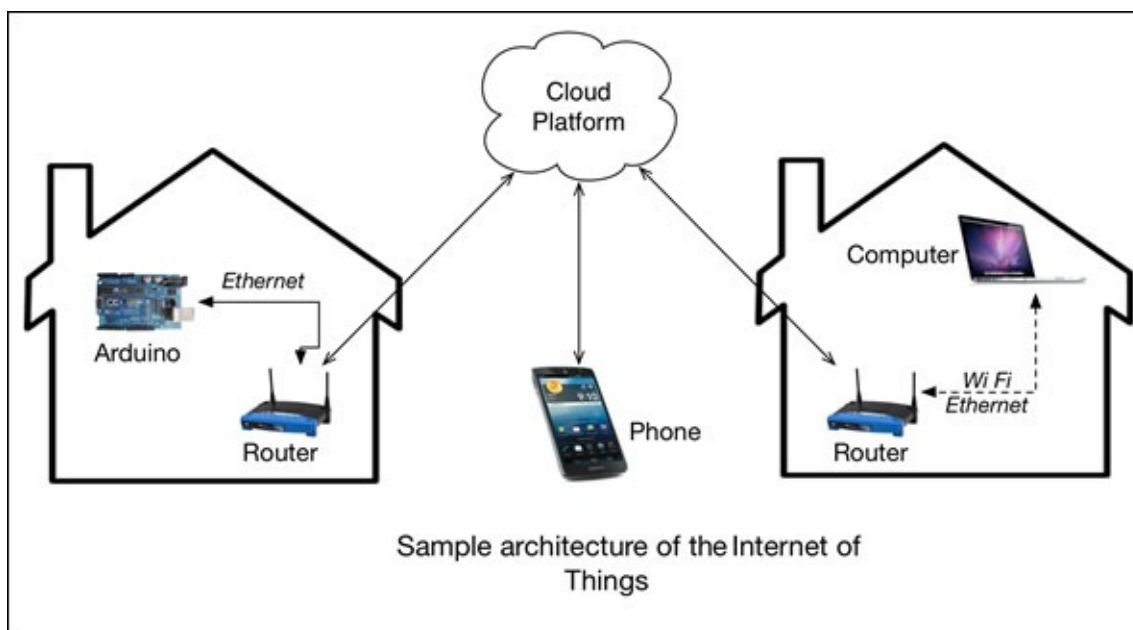 Cloud
Platform
Ethernet
Arduino
Router
Phone
Computer
Wi Fi
Ethernet
Router
Sample architecture of the Internet of
Things